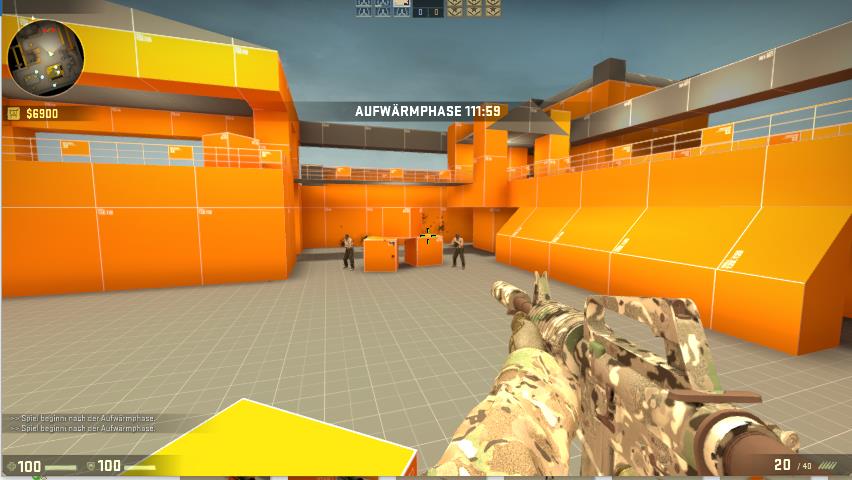 0 0
$6900
AUFWÄRMPHASE 111:59
>> Spiel beginnt nach der Aufwärmphase.
>> Spiel beginnt nach der Aufwärmphase.
100 100
20 / 40